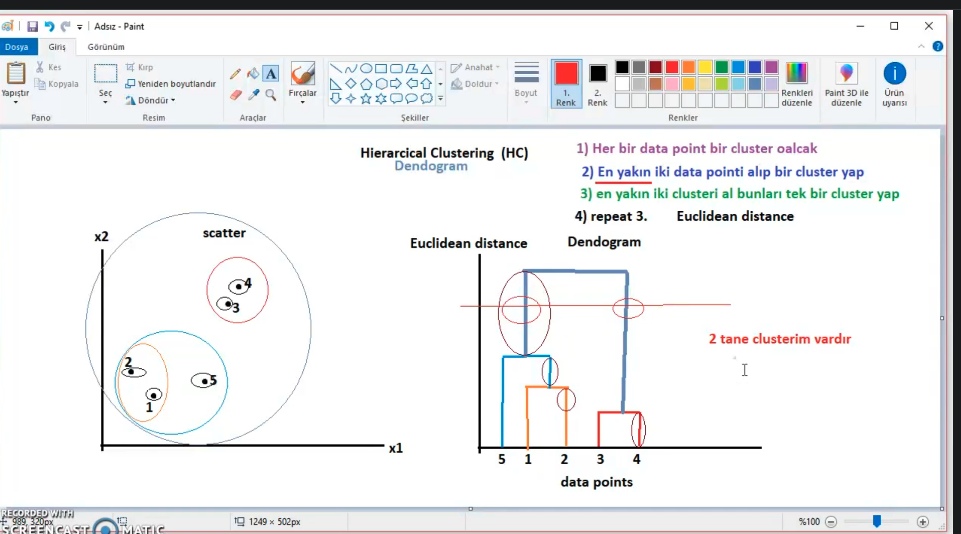 Adsız - Paint
Dosya
Giriş
Görünüm
Yapıştır
Kes
Kopyala
Pano
Seç
Kırp
Yeniden boyutlandır
Döndür
Resim
A
Araçlar
Fırçalar
Şekiller
Anahat
Doldur
Boyut
1.
Renk
2.
Renk
Renkleri
düzenle
Renkler
Paint 3D ile
düzenle
Ürün
uyarısı
Hierarcical Clustering (HC)
Dendogram
1) Her bir data point bir cluster oalcak
2) En yakın iki data pointi alıp bir cluster yap
3) en yakın iki clusteri al bunları tek bir cluster yap
4) repeat 3. Euclidean distance
x2
scatter
4
3
2
5
1
x1
Euclidean distance
Dendogram
2 tane clusterim vardır
5 1 2 3 4
data points
RECORDED WITH
SCREENCAST MATIC
989, 320px
1249 × 502px
%100